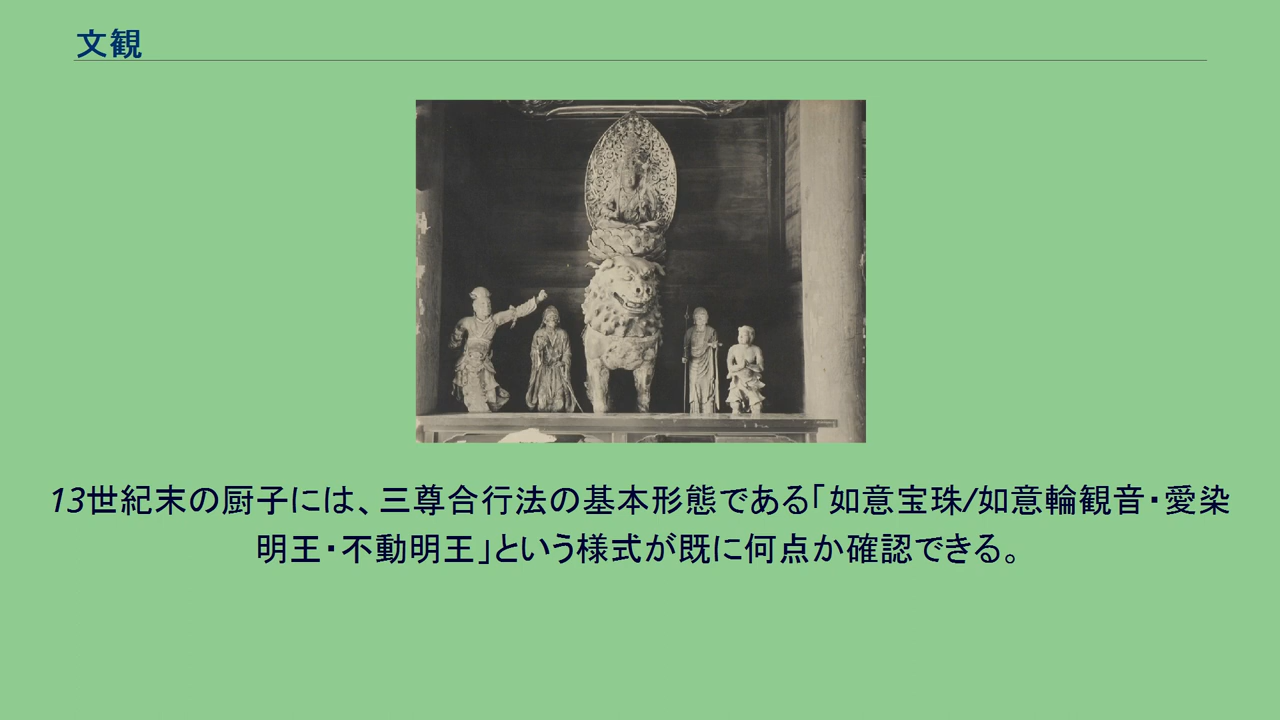 文観
13世紀末の厨子には、三尊合行法の基本形態である「如意宝珠/如意輪観音・愛染
明王・不動明王」という様式が既に何点か確認できる。